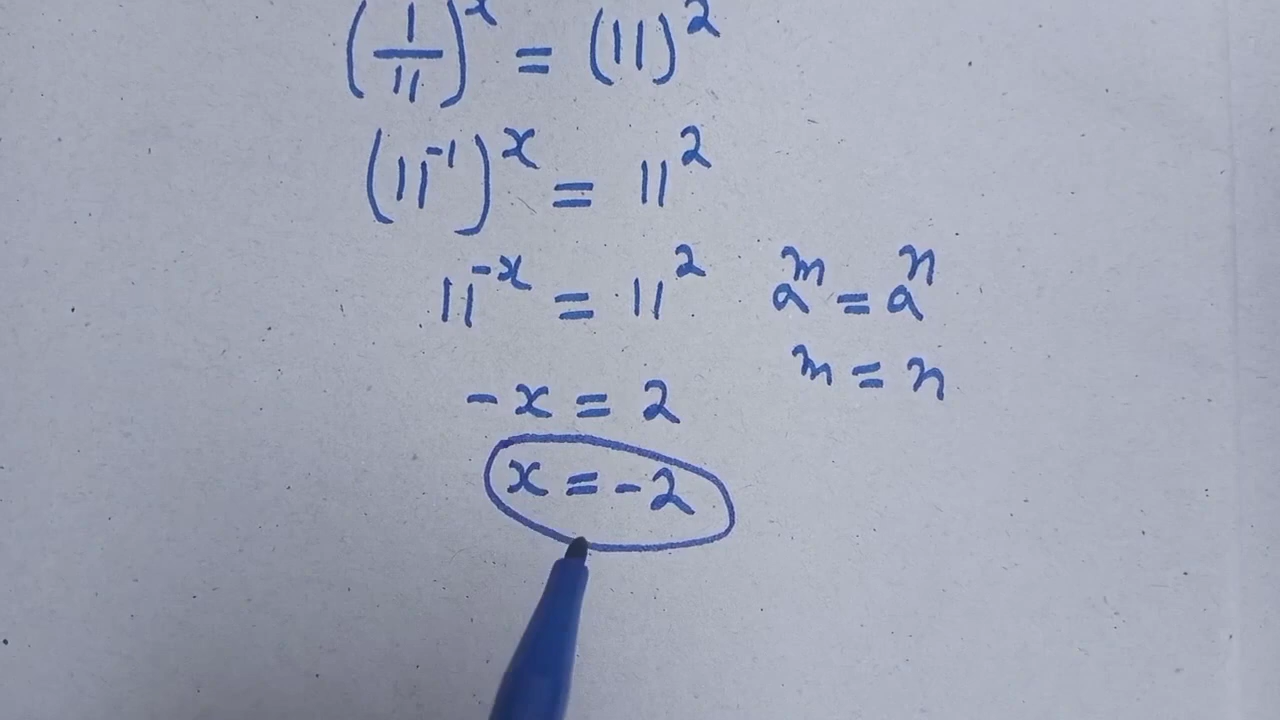 (1/11)^x = (11)^2
(11^-1)^x = 11^2
11^-x = 11^2 a^m = a^n
m = n
-x = 2
x = -2